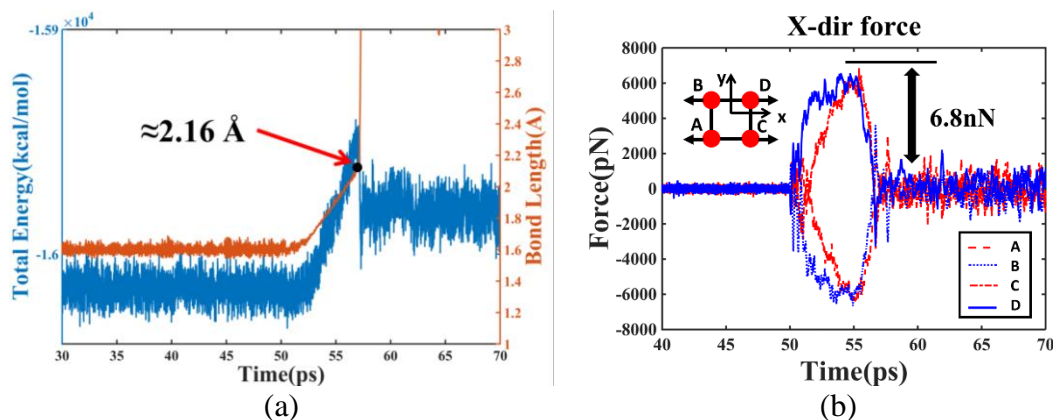 (a)
-1.59 ×10⁴
-1.6
Total Energy(kcal/mol)
≈2.16 Å
3
2.8
2.6
2.4
2.2
2
1.8
1.6
1.4
1.2
1
Bond Length(A)
30 35 40 45 50 55 60 65 70
Time(ps)
(a)
(b)
X-dir force
8000
6000
4000
2000
0
-2000
-4000
-6000
-8000
Force(pN)
B y D
x
A C
6.8nN
A
B
C
D
40 45 50 55 60 65 70
Time(ps)
(b)